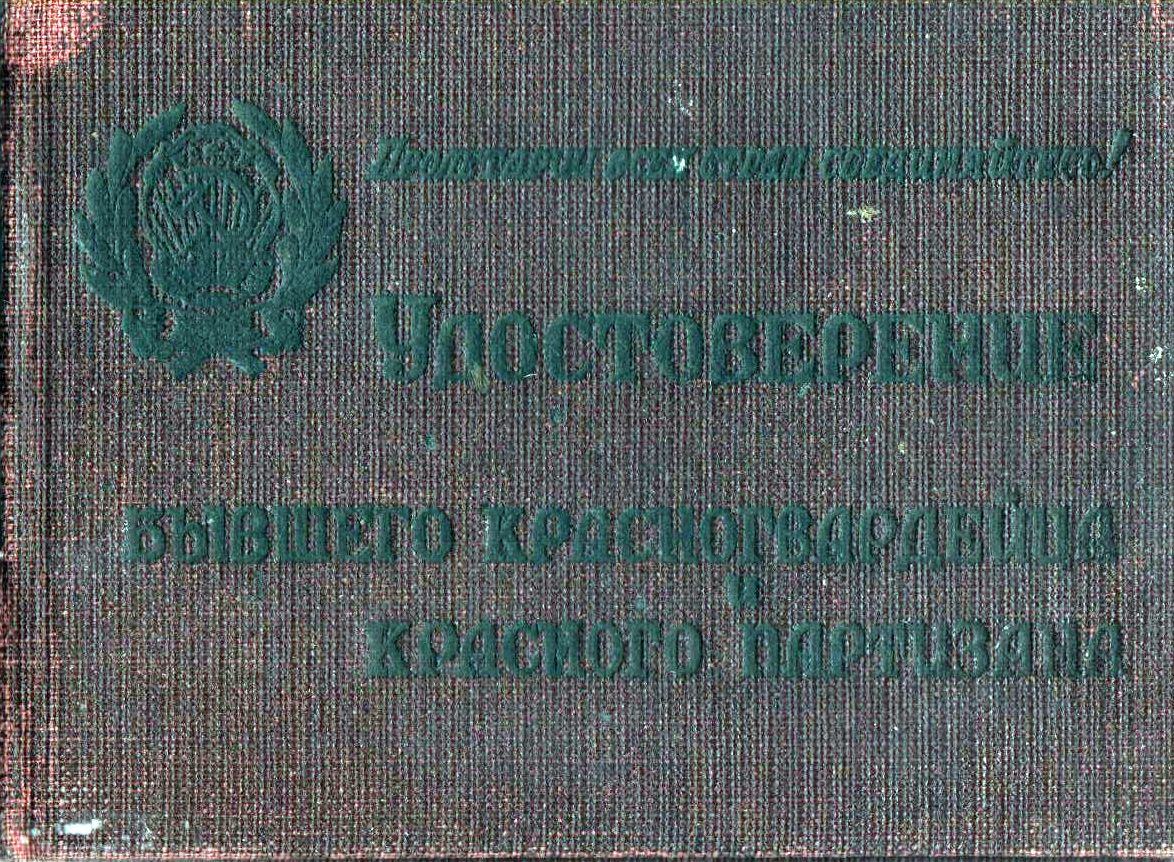 Пролетарии всех стран соединяйтесь!
Удостоверение
бывшего красногвардейца
и
красного партизана